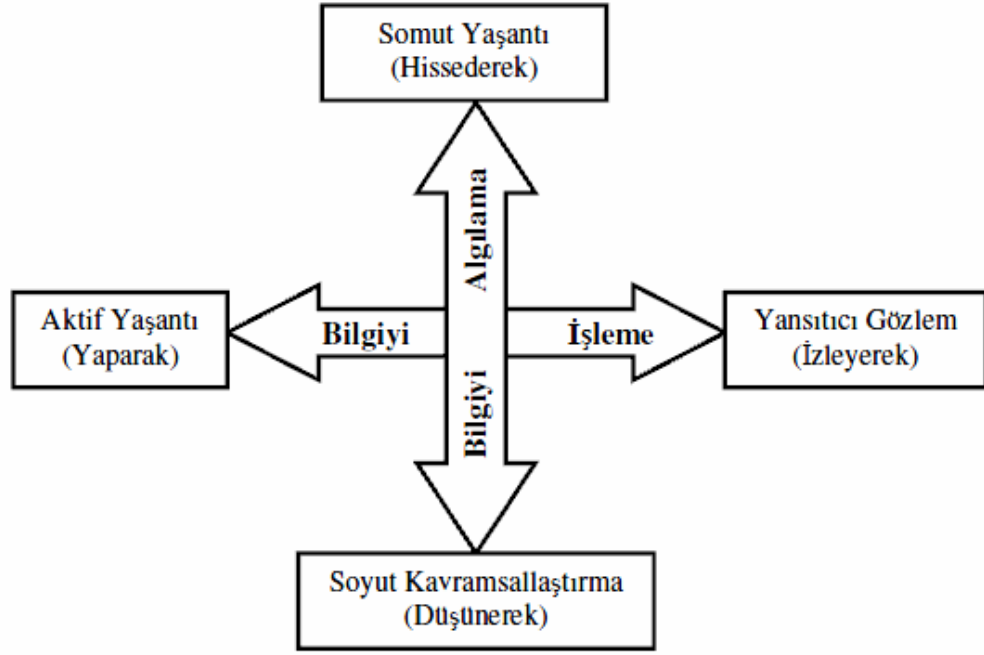 Somut Yaşantı
(Hissederek)
Bilgiyi Algılama
Aktif Yaşantı
(Yaparak)
Bilgiyi İşleme
Yansıtıcı Gözlem
(İzleyerek)
Soyut Kavramsallaştırma
(Düşünerek)